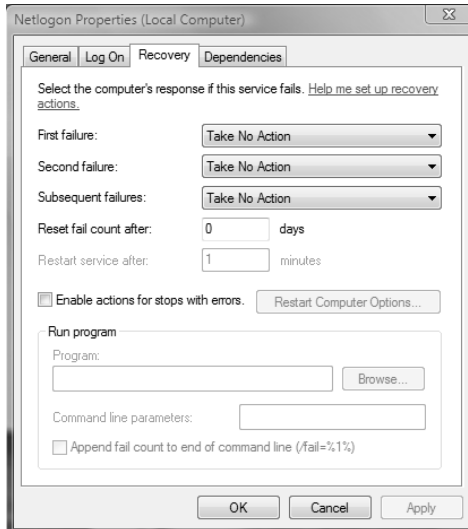 Netlogon Properties (Local Computer)
General Log On Recovery Dependencies
Select the computer's response if this service fails. Help me set up recovery
actions.
First failure: Take No Action
Second failure: Take No Action
Subsequent failures: Take No Action
Reset fail count after: 0 days
Restart service after: 1 minutes
Enable actions for stops with errors. Restart Computer Options...
Run program
Program:
Browse...
Command line parameters:
Append fail count to end of command line (/fail=%1%)
OK Cancel Apply